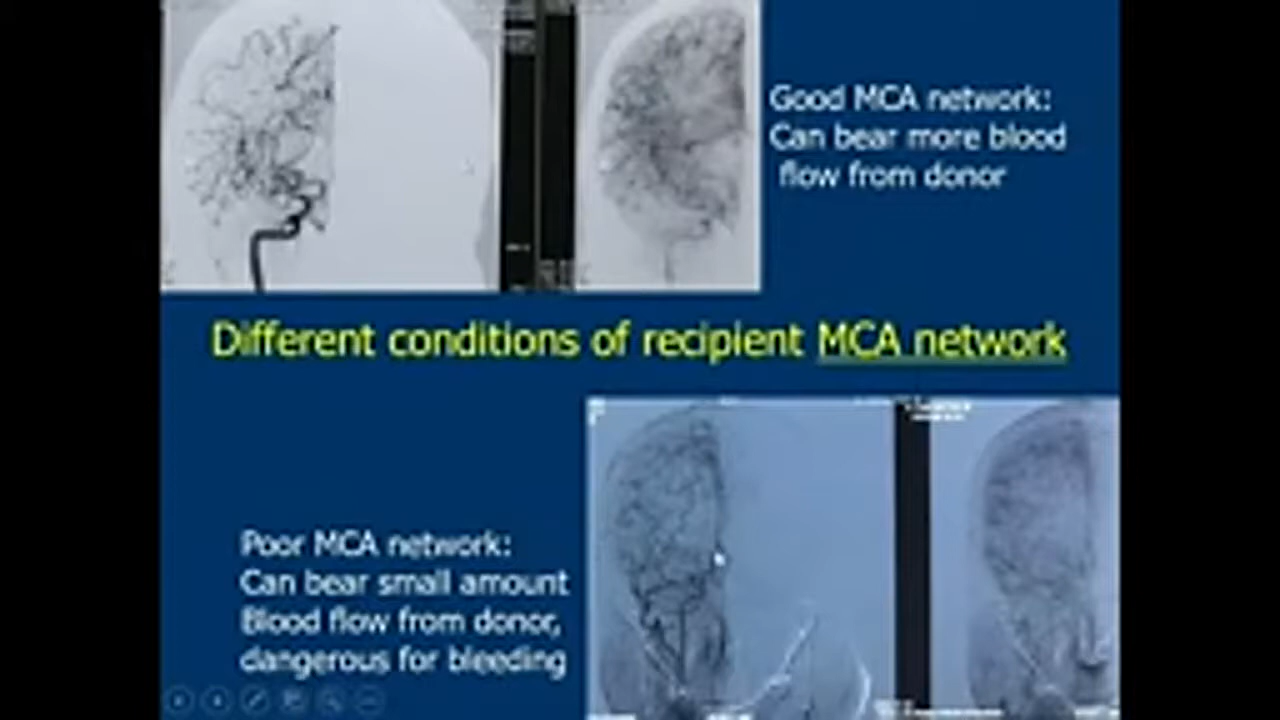 Good MCA network:
Can bear more blood
flow from donor
Different conditions of recipient MCA network
Poor MCA network:
Can bear small amount
Blood flow from donor,
dangerous for bleeding